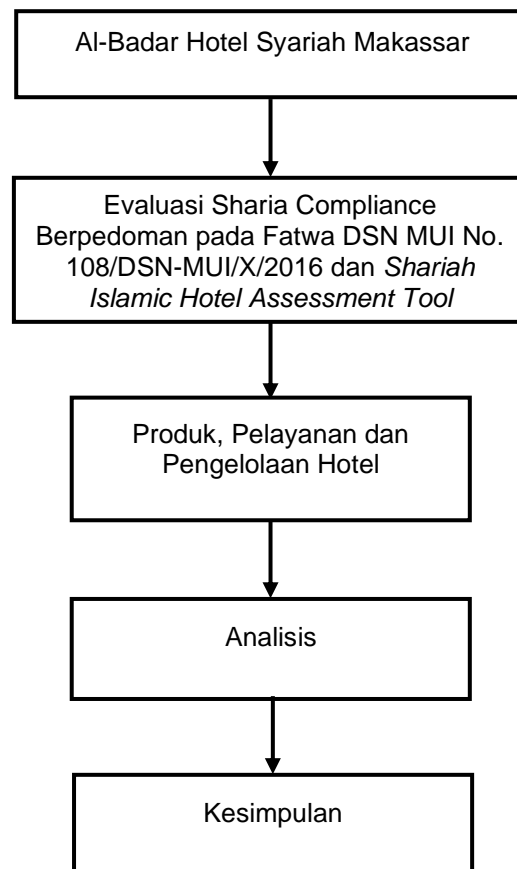 Al-Badar Hotel Syariah Makassar
Evaluasi Sharia Compliance
Berpedoman pada Fatwa DSN MUI No.
108/DSN-MUI/X/2016 dan Shariah
Islamic Hotel Assessment Tool
Produk, Pelayanan dan
Pengelolaan Hotel
Analisis
Kesimpulan